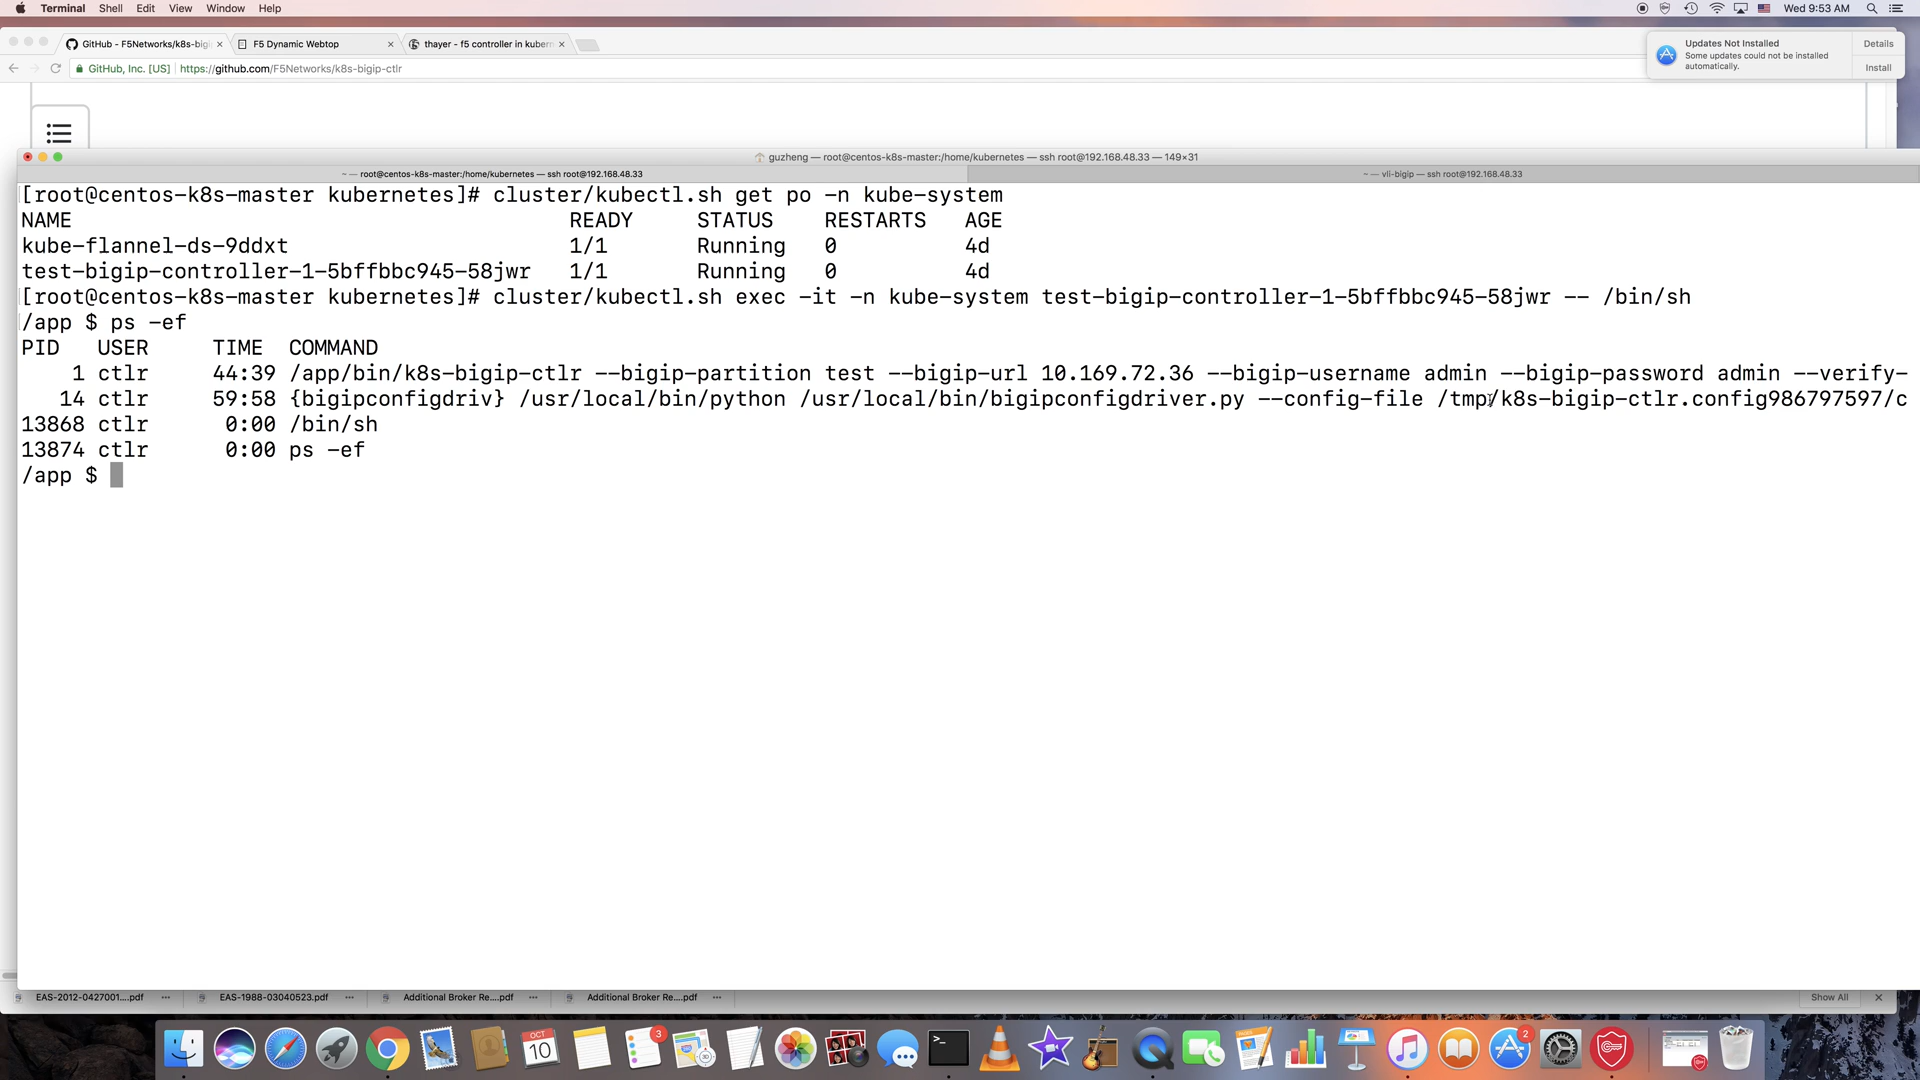 Terminal Shell Edit View Window Help Wed 9:53 AM
GitHub - F5Networks/k8s-bigi F5 Dynamic Webtop thayer - f5 controller in kubern
GitHub, Inc. [US] https://github.com/F5Networks/k8s-bigip-ctlr
Updates Not Installed
Some updates could not be installed
automatically.
Details
Install
guzheng — root@centos-k8s-master:/home/kubernetes — ssh root@192.168.48.33 — 149×31
~ — root@centos-k8s-master:/home/kubernetes — ssh root@192.168.48.33 ~ — vli-bigip — ssh root@192.168.48.33
[root@centos-k8s-master kubernetes]# cluster/kubectl.sh get po -n kube-system
NAME READY STATUS RESTARTS AGE
kube-flannel-ds-9ddxt 1/1 Running 0 4d
test-bigip-controller-1-5bffbbc945-58jwr 1/1 Running 0 4d
[root@centos-k8s-master kubernetes]# cluster/kubectl.sh exec -it -n kube-system test-bigip-controller-1-5bffbbc945-58jwr -- /bin/sh
/app $ ps -ef
PID USER TIME COMMAND
1 ctlr 44:39 /app/bin/k8s-bigip-ctlr --bigip-partition test --bigip-url 10.169.72.36 --bigip-username admin --bigip-password admin --verify-
14 ctlr 59:58 {bigipconfigdriv} /usr/local/bin/python /usr/local/bin/bigipconfigdriver.py --config-file /tmp/k8s-bigip-ctlr.config986797597/c
13868 ctlr 0:00 /bin/sh
13874 ctlr 0:00 ps -ef
/app $
EAS-2012-0427001....pdf EAS-1988-03040523.pdf Additional Broker Re....pdf Additional Broker Re....pdf Show All
OCT
10
3
2